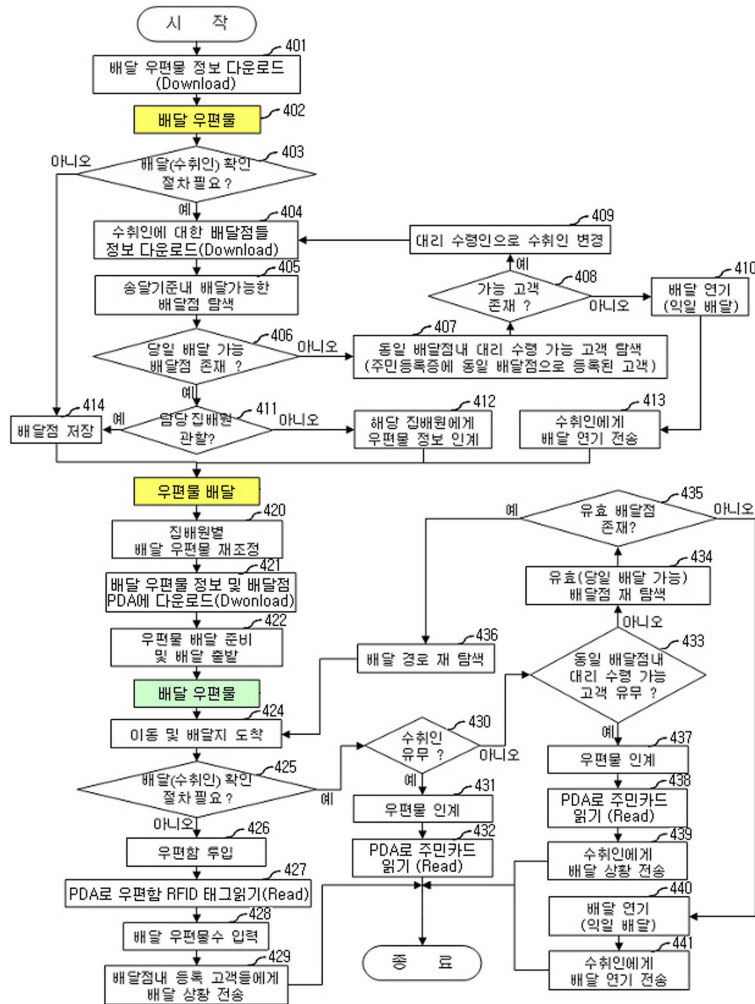 시 작
401
배달 우편물 정보 다운로드
(Download)
배달 우편물
402
403
배달(수취인) 확인
절차필요?
아니오
예
404
수취인에 대한 배달점들
정보 다운로드(Download)
405
송달기준내 배달가능한
배달점 탐색
406
당일 배달 가능
배달점 존재 ?
아니오
예
407
동일 배달점내 대리 수령 가능 고객 탐색
(주민등록증에 동일 배달점으로 등록된 고객)
408
가능 고객
존재 ?
예
아니오
409
대리 수령인으로 수취인 변경
410
배달 연기
(익일 배달)
411
담당집배원
관할?
예
아니오
412
해당 집배원에게
우편물 정보 인계
413
수취인에게
배달 연기 전송
414
배달점 저장
우편물 배달
420
집배원별
배달 우편물 재조정
421
배달 우편물 정보 및 배달점
PDA에 다운로드(Dwonload)
422
우편물 배달 준비
및 배달 출발
배달 우편물
424
이동 및 배달지 도착
425
배달(수취인) 확인
절차필요?
예
아니오
426
우편함 투입
427
PDA로 우편함 RFID 태그읽기(Read)
428
배달 우편물수 입력
429
배달점내 등록 고객들에게
배달 상황 전송
430
수취인
유무 ?
예
아니오
431
우편물 인계
432
PDA로 주민카드
읽기 (Read)
종 료
433
동일 배달점내
대리 수령 가능
고객 유무 ?
아니오
예
434
유효(당일 배달 가능)
배달점 재 탐색
435
유효 배달점
존재?
예
아니오
436
배달 경로 재 탐색
437
우편물 인계
438
PDA로 주민카드
읽기 (Read)
439
수취인에게
배달 상황 전송
440
배달 연기
(익일 배달)
441
수취인에게
배달 연기 전송